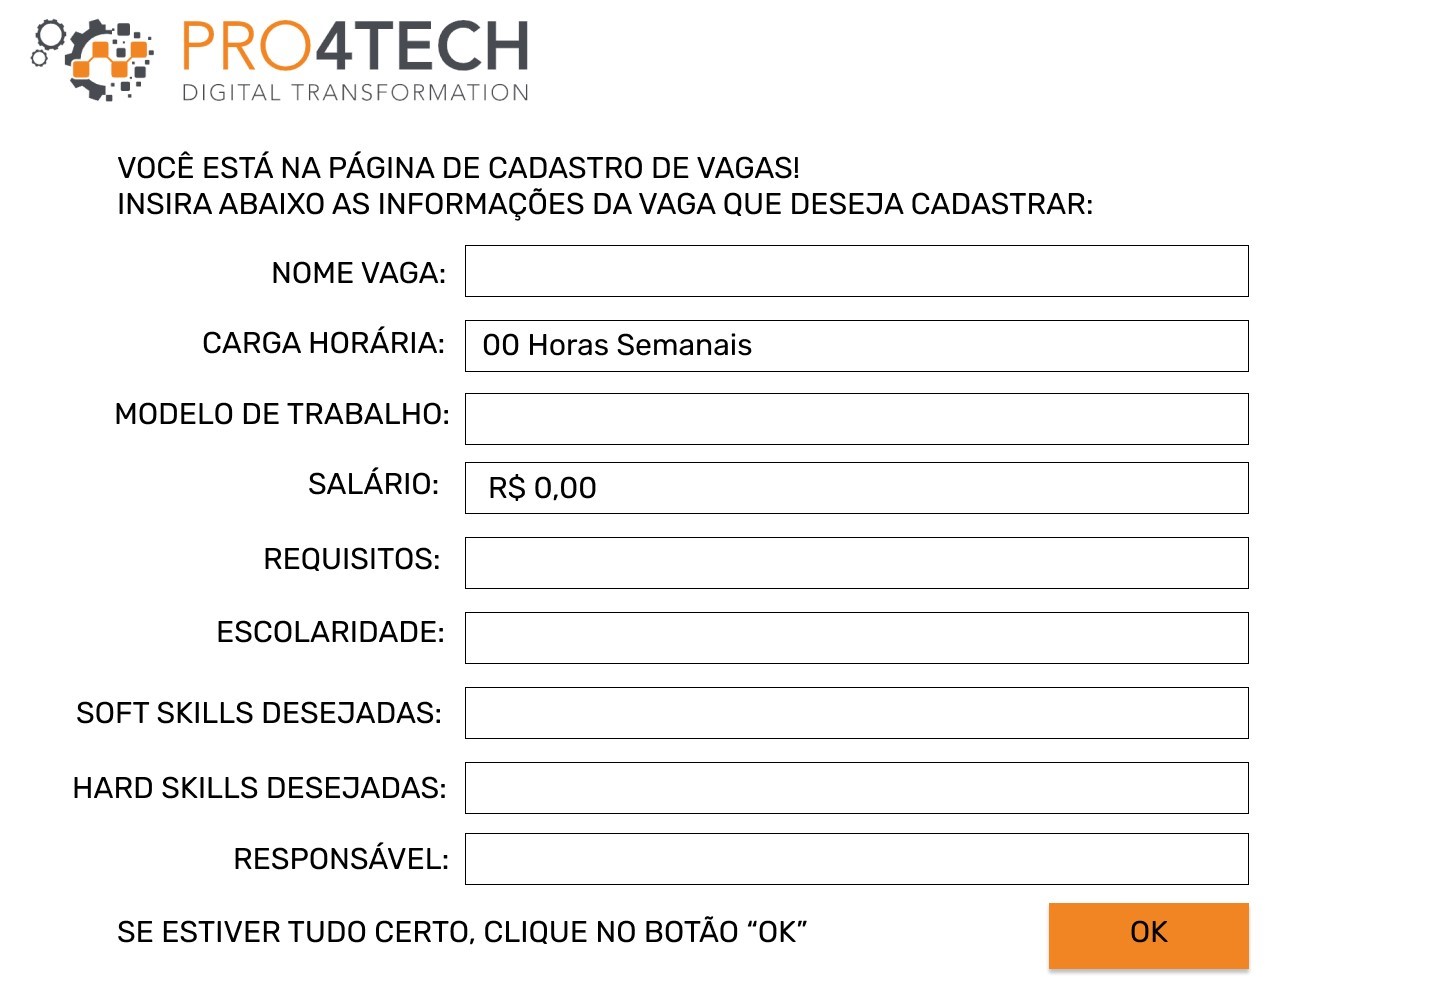 PRO4TECH
DIGITAL TRANSFORMATION
VOCÊ ESTÁ NA PÁGINA DE CADASTRO DE VAGAS!
INSIRA ABAIXO AS INFORMAÇÕES DA VAGA QUE DESEJA CADASTRAR:
NOME VAGA:
CARGA HORÁRIA: 00 Horas Semanais
MODELO DE TRABALHO:
SALÁRIO: R$ 0,00
REQUISITOS:
ESCOLARIDADE:
SOFT SKILLS DESEJADAS:
HARD SKILLS DESEJADAS:
RESPONSÁVEL:
SE ESTIVER TUDO CERTO, CLIQUE NO BOTÃO “OK” OK